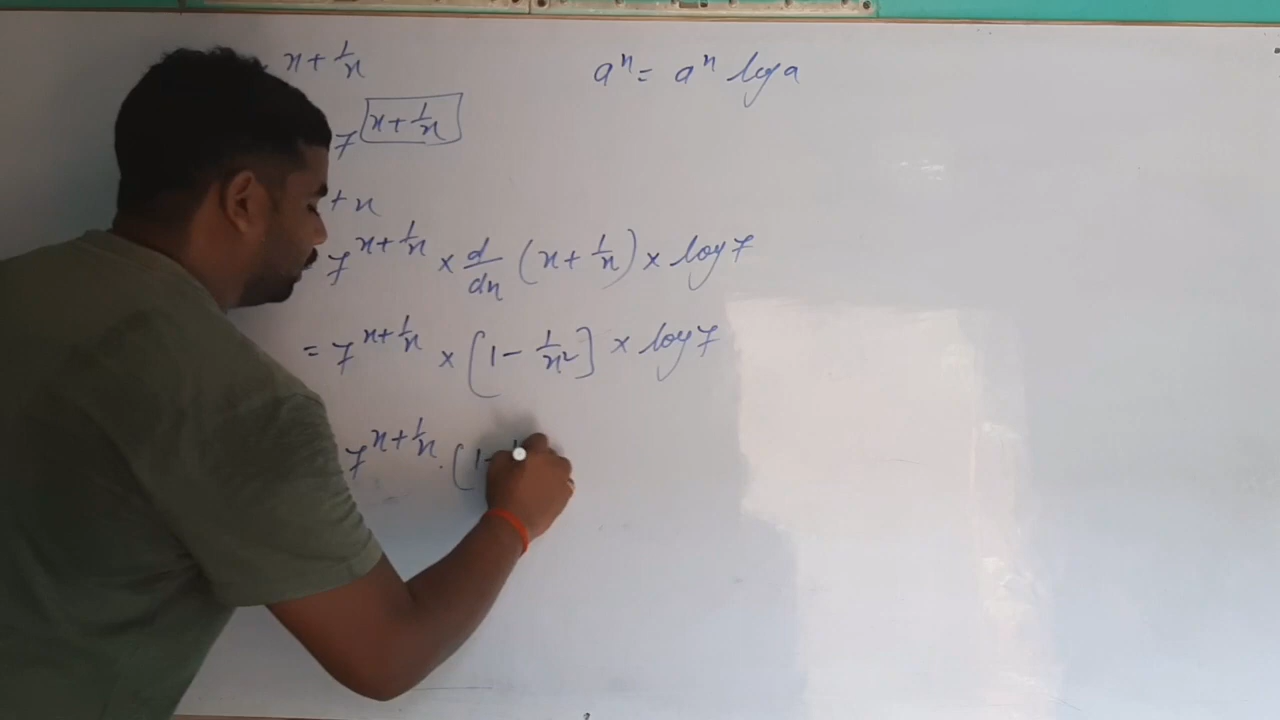 x + 1/x
a^x = a^x log a
7^(x + 1/x)
+ x
7^(x + 1/x) × d/dx (x + 1/x) × log 7
= 7^(x + 1/x) × [1 - 1/x²] × log 7
7^(x + 1/x) . (1 -